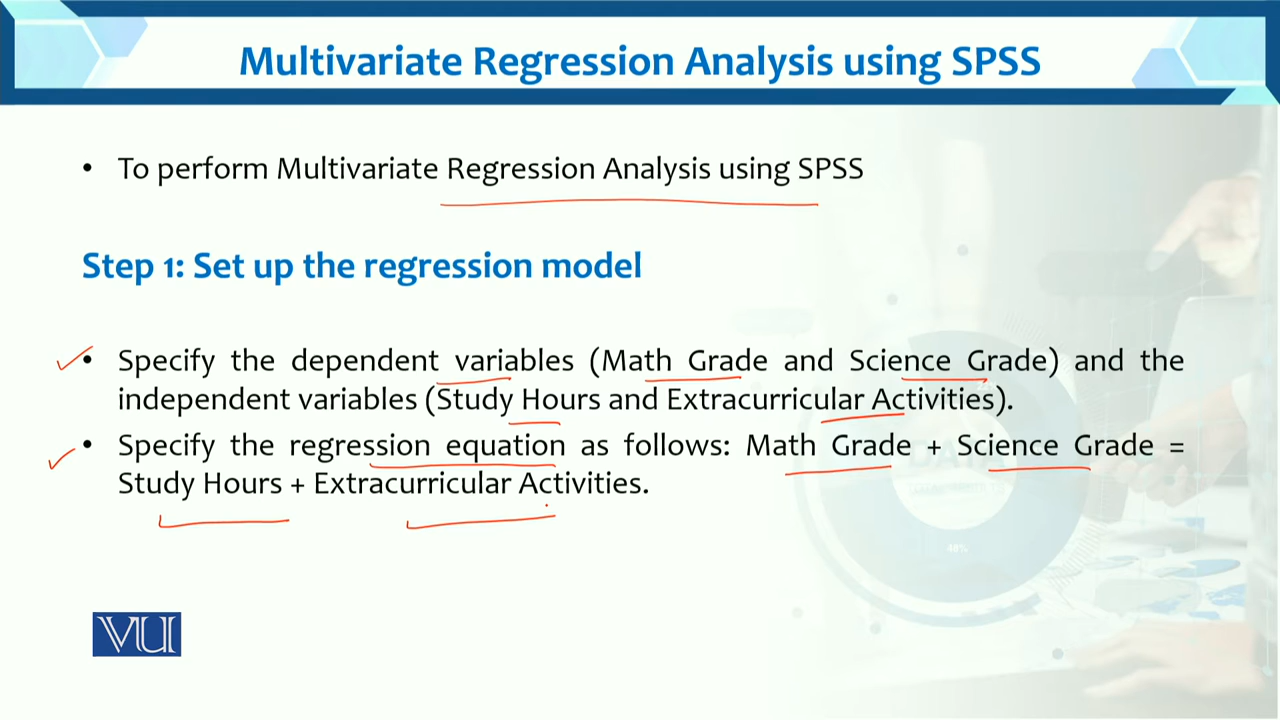 Multivariate Regression Analysis using SPSS
• To perform Multivariate Regression Analysis using SPSS
Step 1: Set up the regression model
• Specify the dependent variables (Math Grade and Science Grade) and the
independent variables (Study Hours and Extracurricular Activities).
• Specify the regression equation as follows: Math Grade + Science Grade =
Study Hours + Extracurricular Activities.
48%
VU